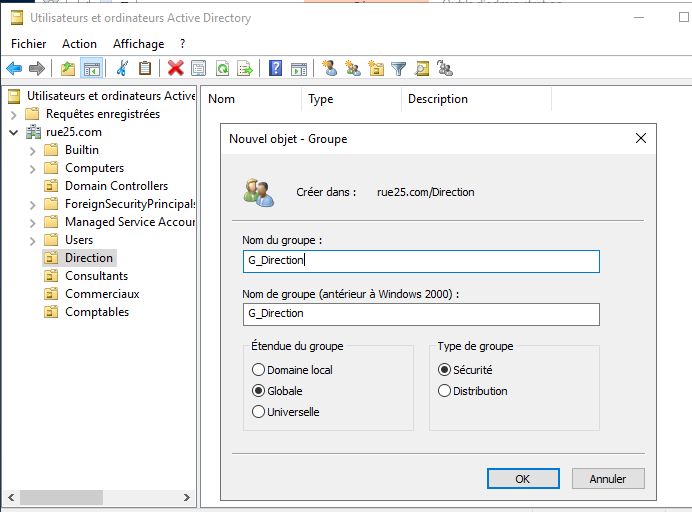 Utilisateurs et ordinateurs Active Directory
Fichier Action Affichage ?
Utilisateurs et ordinateurs Active
Requêtes enregistrées
rue25.com
Builtin
Computers
Domain Controllers
ForeignSecurityPrincipals
Managed Service Accour
Users
Direction
Consultants
Commerciaux
Comptables
Nom Type Description
Nouvel objet - Groupe
Créer dans : rue25.com/Direction
Nom du groupe :
G_Direction
Nom de groupe (antérieur à Windows 2000) :
G_Direction
Étendue du groupe
Domaine local
Globale
Universelle
Type de groupe
Sécurité
Distribution
OK Annuler